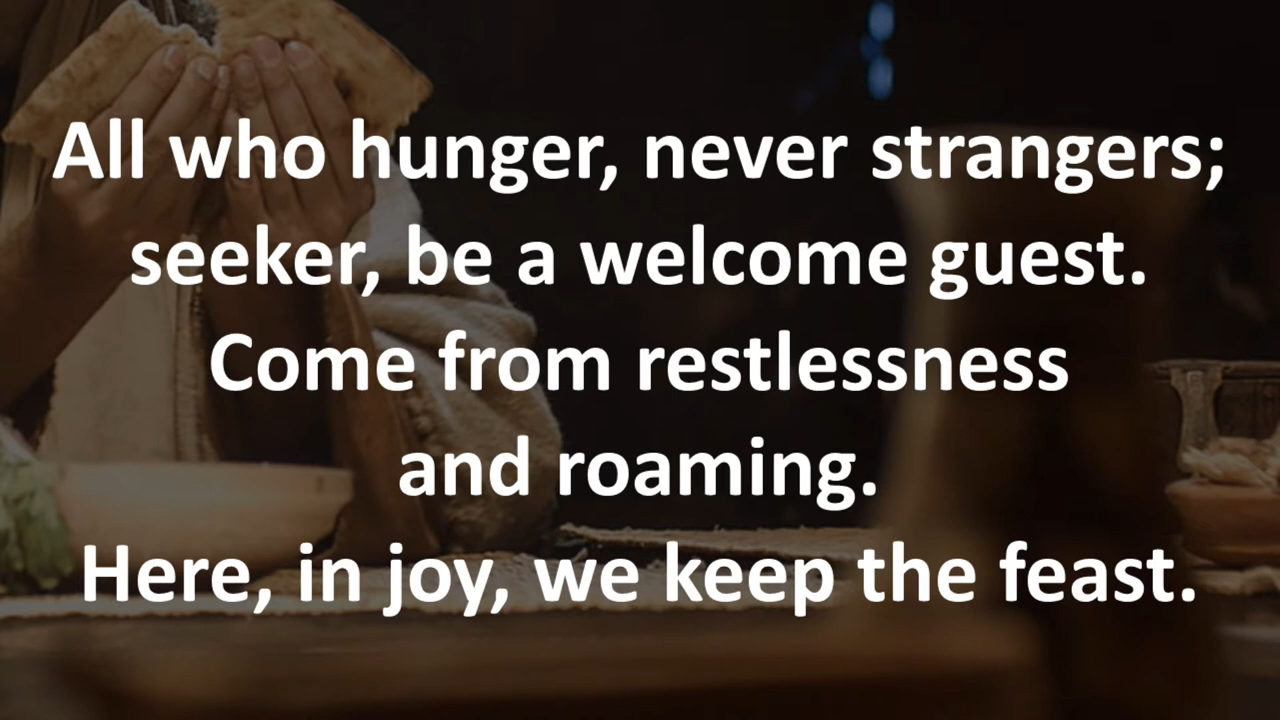 All who hunger, never strangers;
seeker, be a welcome guest.
Come from restlessness
and roaming.
Here, in joy, we keep the feast.